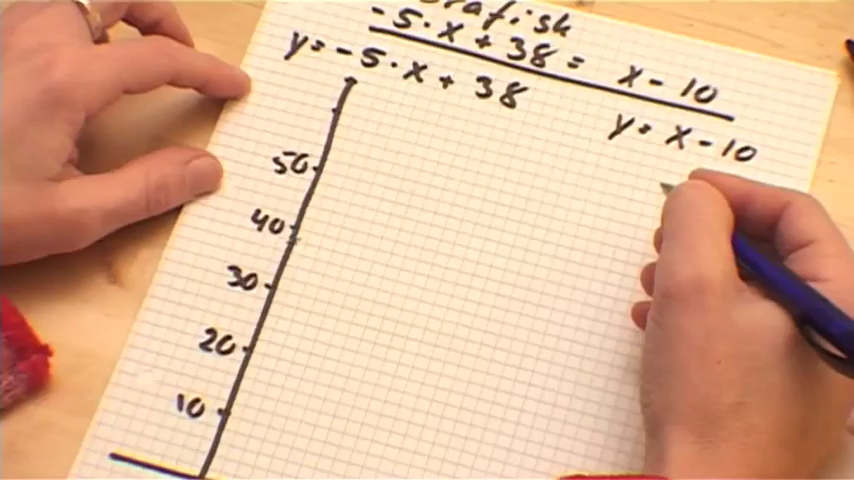 -5·x + 38 = x - 10
y = -5·x + 38
y = x - 10
50
40
30
20
10